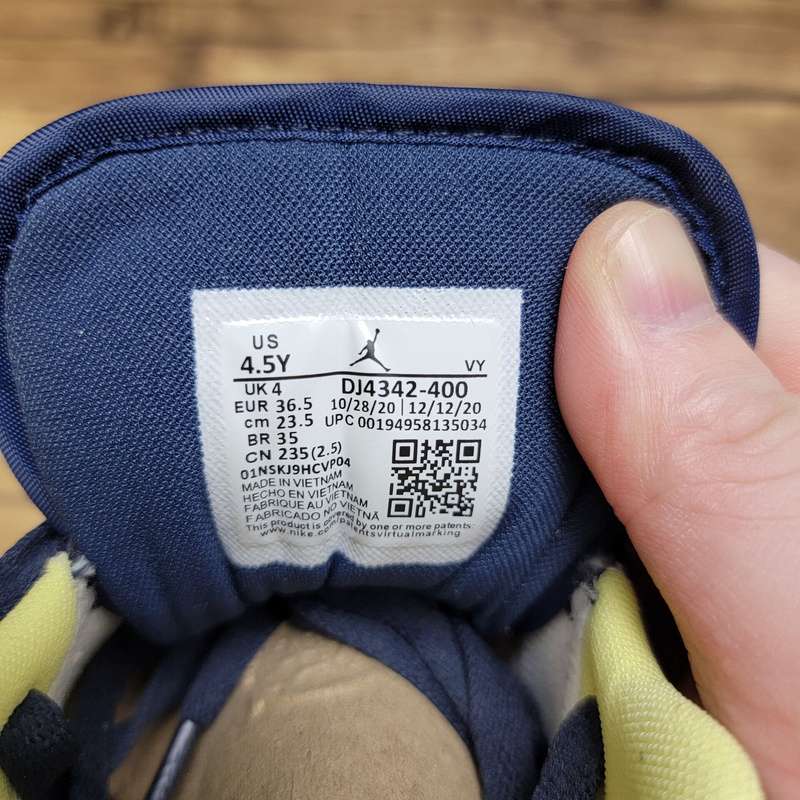 US
4.5Y
VY
UK 4
DJ4342-400
EUR 36.5
10/28/20 | 12/12/20
cm 23.5
UPC 00194958135034
BR 35
CN 235(2.5)
01NSKJ9HCVP04
MADE IN VIETNAM
HECHO EN VIETNAM
FABRIQUE AU VIETNAM
FABRICADO NO VIETNÃ
This product is covered by one or more patents:
www.nike.com/patentsvirtualmarking